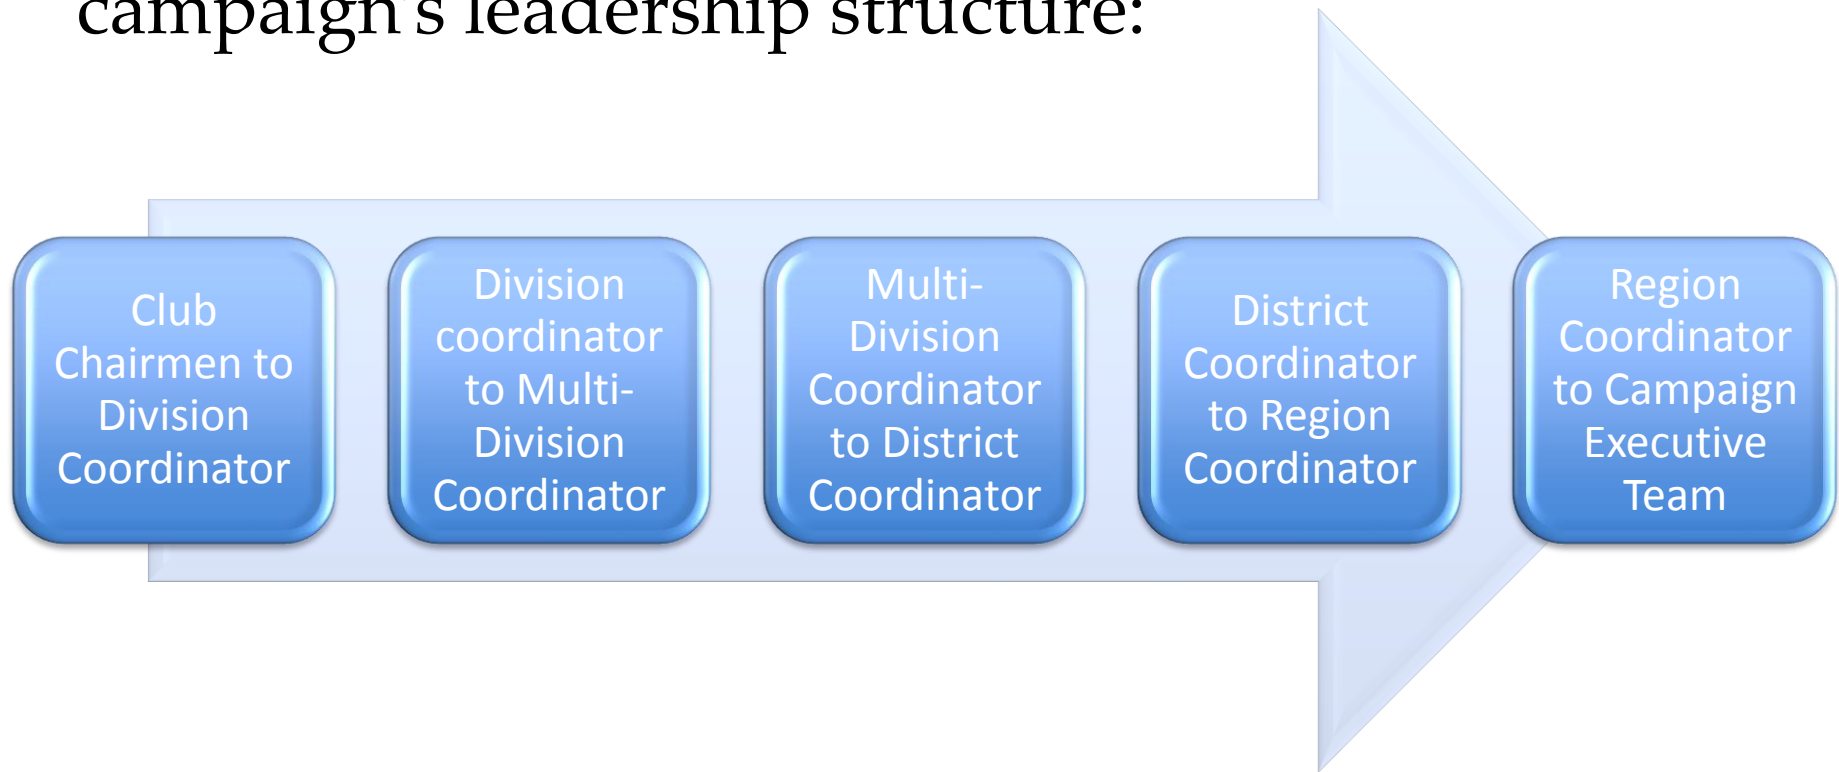 campaign's leadership structure:
Club
Chairmen to
Division
Coordinator
Division
coordinator
to Multi-
Division
Coordinator
Multi-
Division
Coordinator
to District
Coordinator
District
Coordinator
to Region
Coordinator
Region
Coordinator
to Campaign
Executive
Team